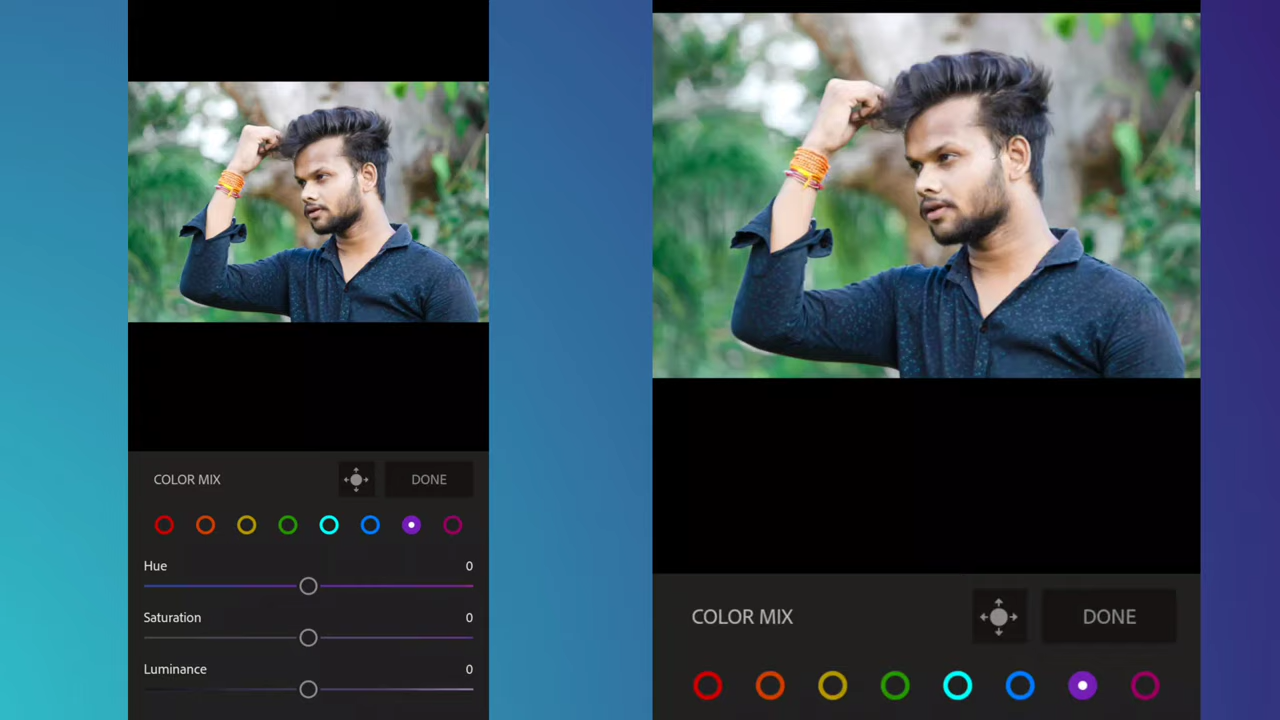 COLOR MIX
DONE
Hue
0
Saturation
0
Luminance
0
COLOR MIX
DONE